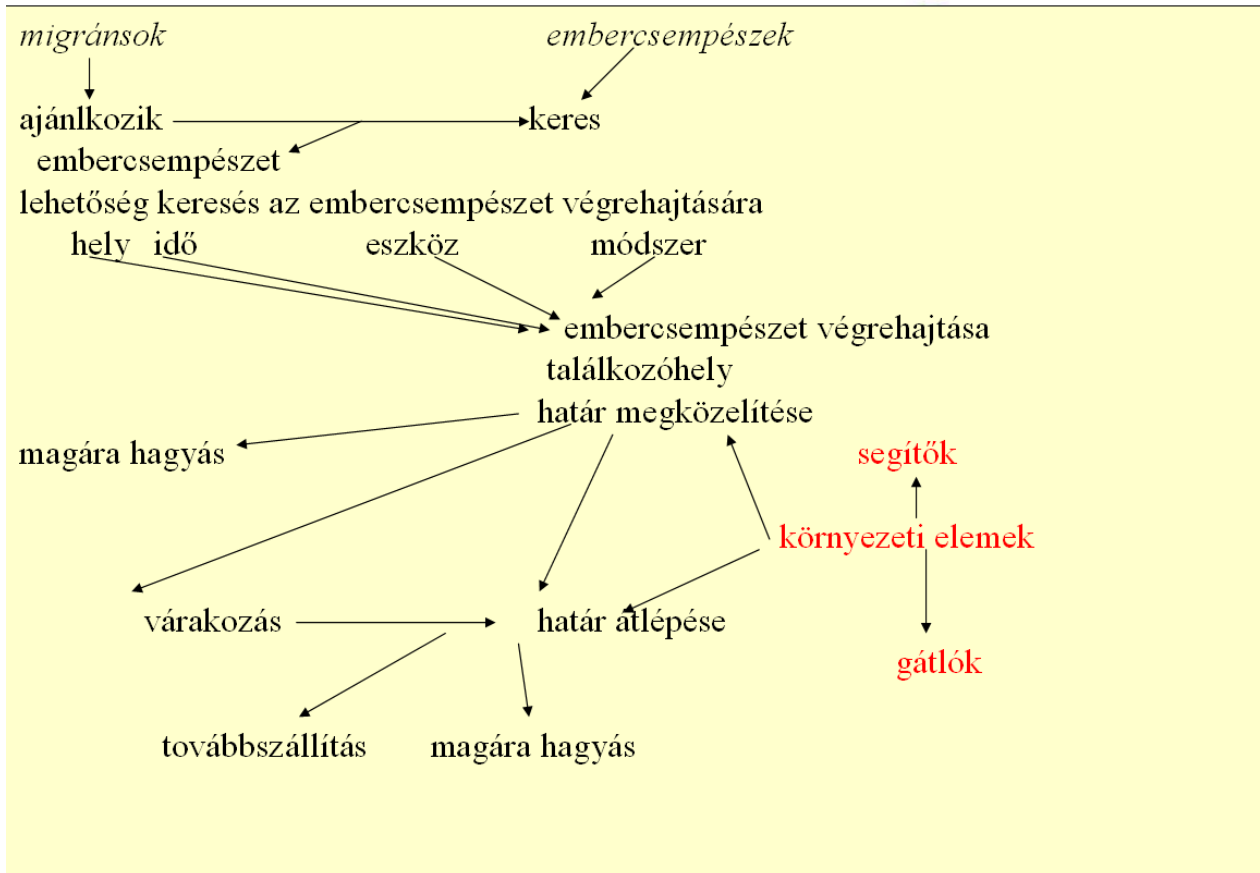 migránsok embercsempészek
ajánlkozik keres
embercsempészet
lehetőség keresés az embercsempészet végrehajtására
hely idő eszköz módszer
embercsempészet végrehajtása
találkozóhely
határ megközelítése
magára hagyás segítők
környezeti elemek
várakozás határ átlépése
gátlók
továbbszállítás magára hagyás